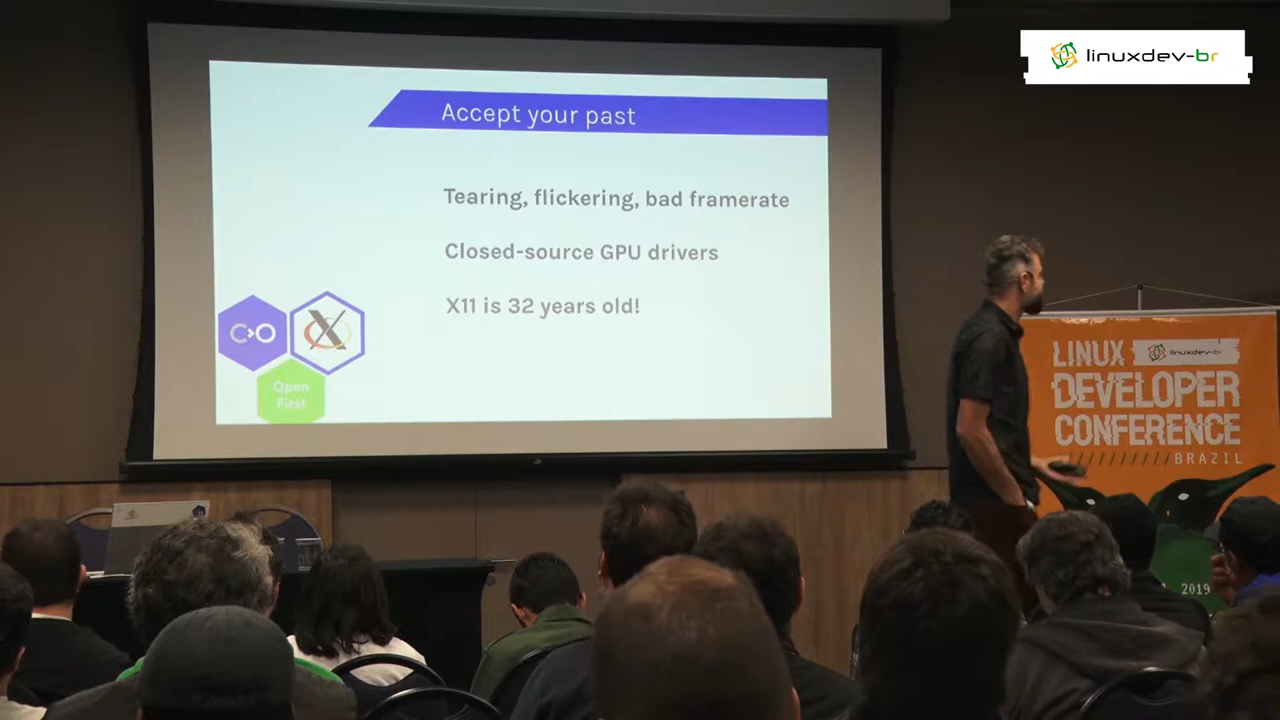 linuxdev-br
Accept your past
Tearing, flickering, bad framerate
Closed-source GPU drivers
X11 is 32 years old!
C>O
X
Open
First
LINUX
linuxdev-br
DEVELOPER
CONFERENCE
BRAZIL
2019